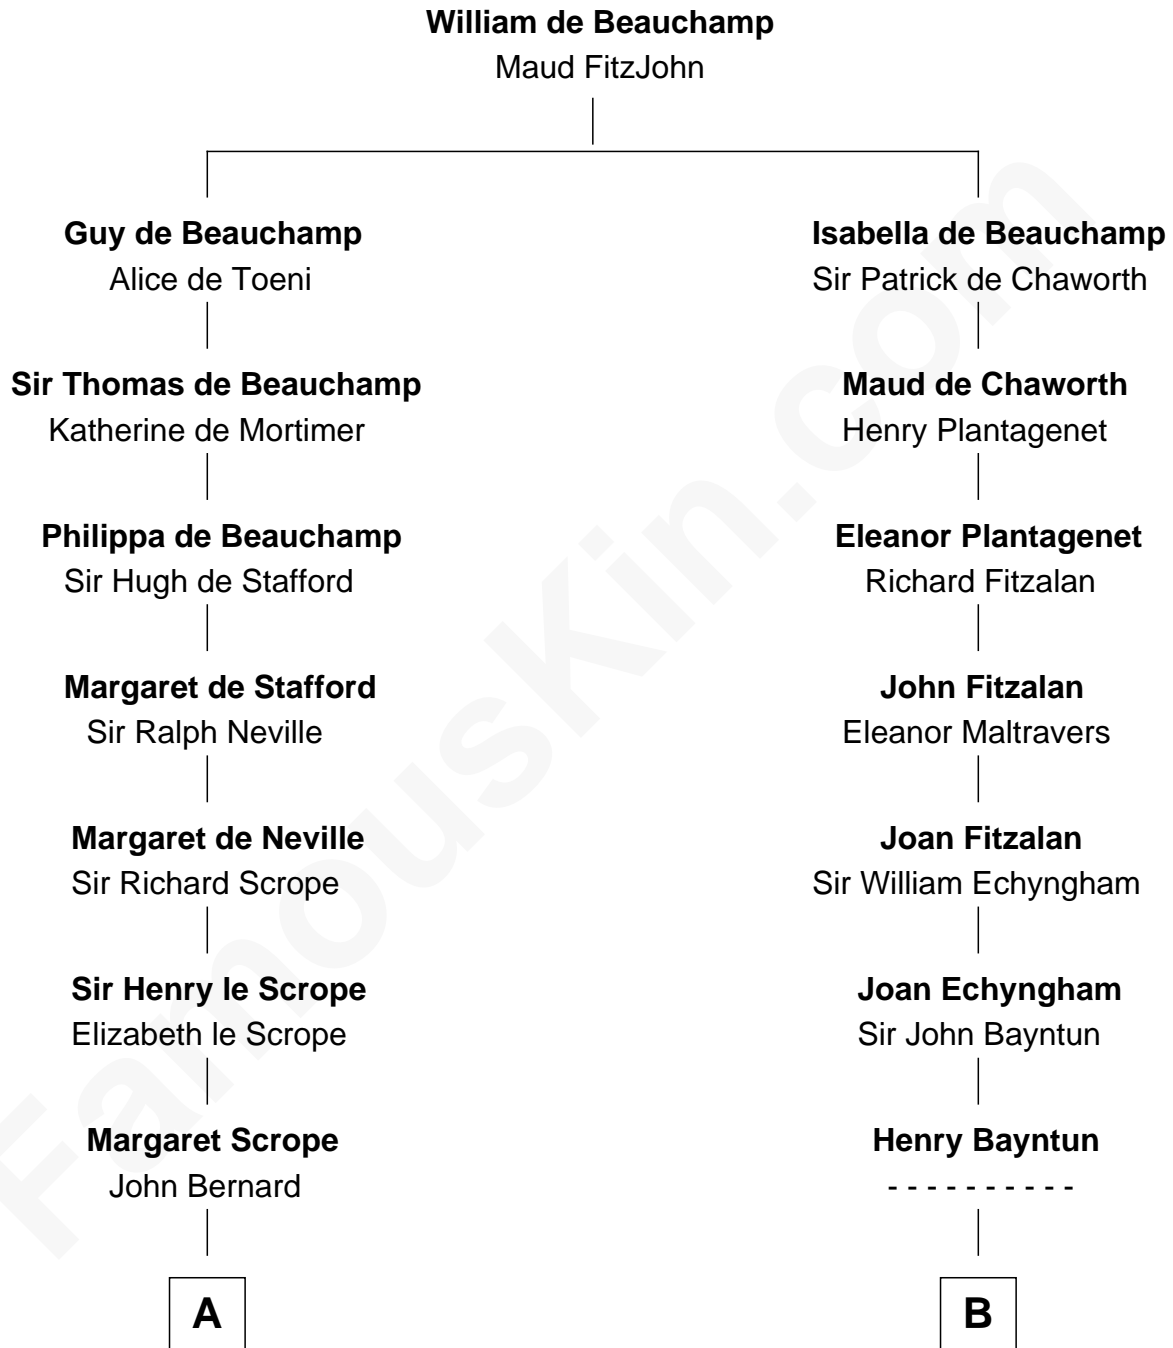 William de Beauchamp
Maud FitzJohn
Guy de Beauchamp
Alice de Toeni
Isabella de Beauchamp
Sir Patrick de Chaworth
Sir Thomas de Beauchamp
Katherine de Mortimer
Maud de Chaworth
Henry Plantagenet
Philippa de Beauchamp
Sir Hugh de Stafford
Eleanor Plantagenet
Richard Fitzalan
Margaret de Stafford
Sir Ralph Neville
John Fitzalan
Eleanor Maltravers
Margaret de Neville
Sir Richard Scrope
Joan Fitzalan
Sir William Echyngham
Sir Henry le Scrope
Elizabeth le Scrope
Joan Echyngham
Sir John Bayntun
Margaret Scrope
John Bernard
Henry Bayntun
- - - - - - - - - -
A
B
FamousKin.com